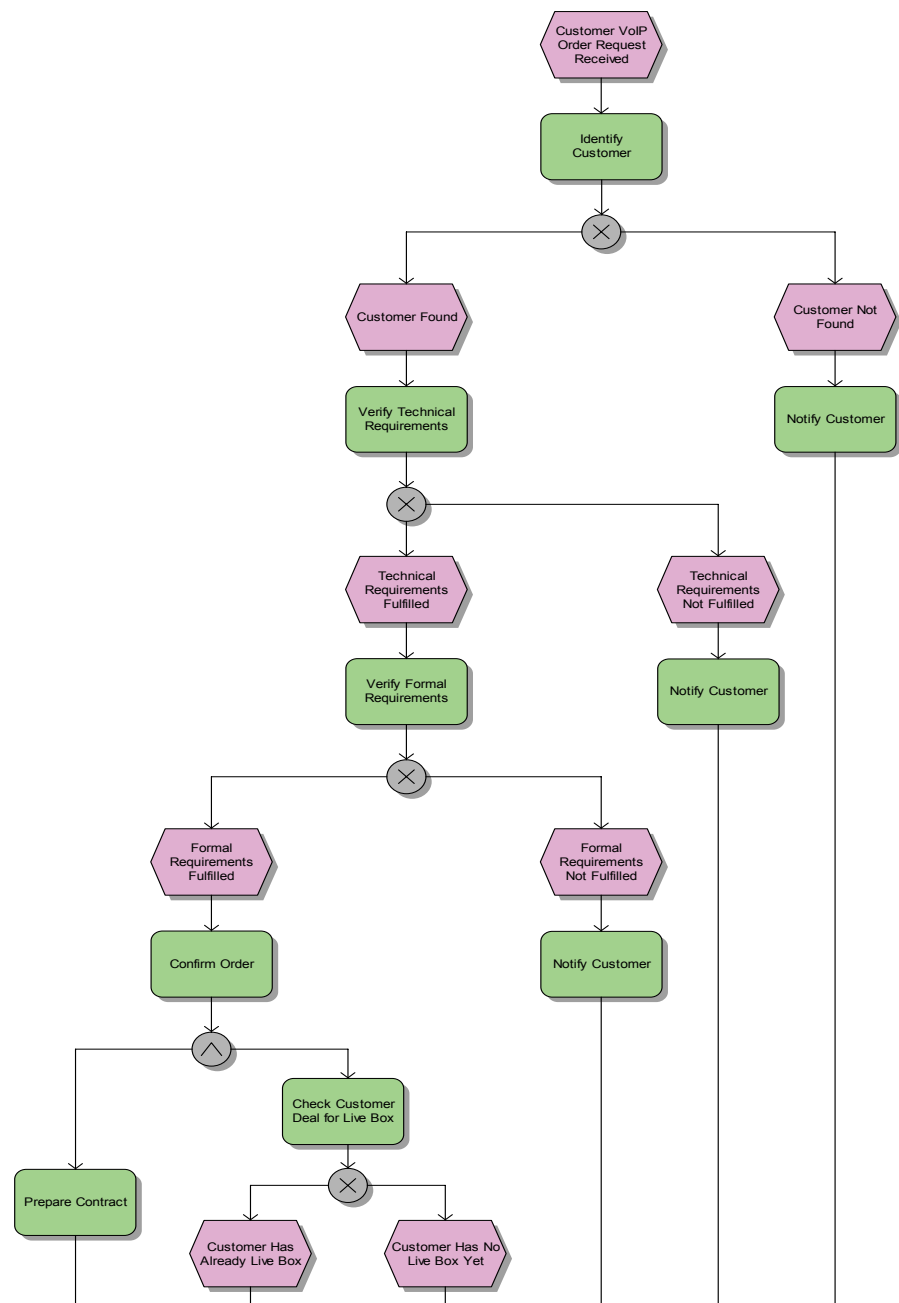 Customer VoIP
Order Request
Received
Identify
Customer
Customer Found
Customer Not
Found
Verify Technical
Requirements
Notify Customer
Technical
Requirements
Fulfilled
Technical
Requirements
Not Fulfilled
Verify Formal
Requirements
Notify Customer
Formal
Requirements
Fulfilled
Formal
Requirements
Not Fulfilled
Confirm Order
Notify Customer
Check Customer
Deal for Live Box
Prepare Contract
Customer Has
Already Live Box
Customer Has No
Live Box Yet